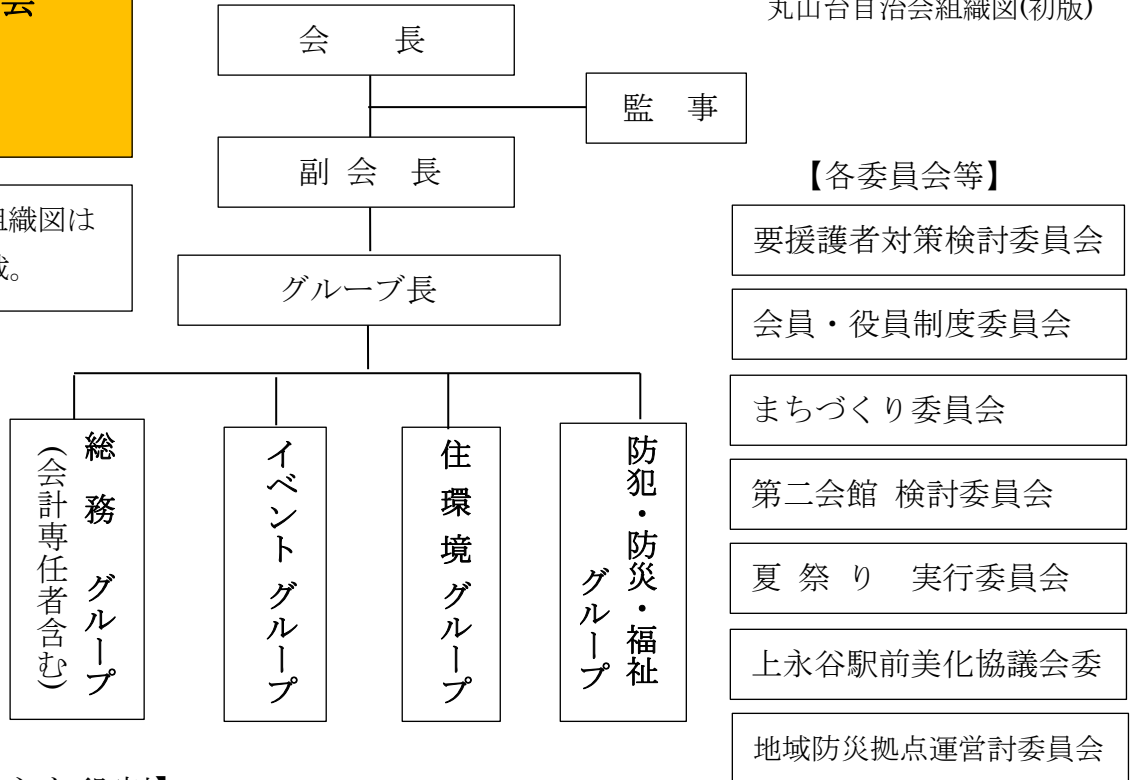 会
丸山台自治会組織図(初版)
会　　長
監　事
副 会　長
【各委員会等】
組織図は
グループ長
要援護者対策検討委員会
会員・役員制度委員会
まちづくり委員会
第二会館 検討委員会
夏 祭 り　実行委員会
上永谷駅前美化協議会委
地域防災拠点運営討委員会
総 務 グループ
(会計専任者含む)
イベント グループ
住 環 境 グループ
防犯・防災・福祉
グループ